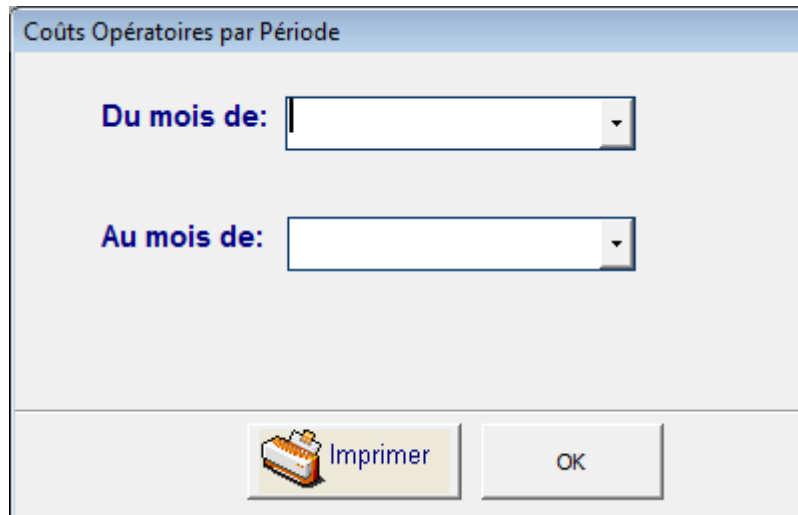 Coûts Opératoires par Période
Du mois de:
Au mois de:
Imprimer
OK